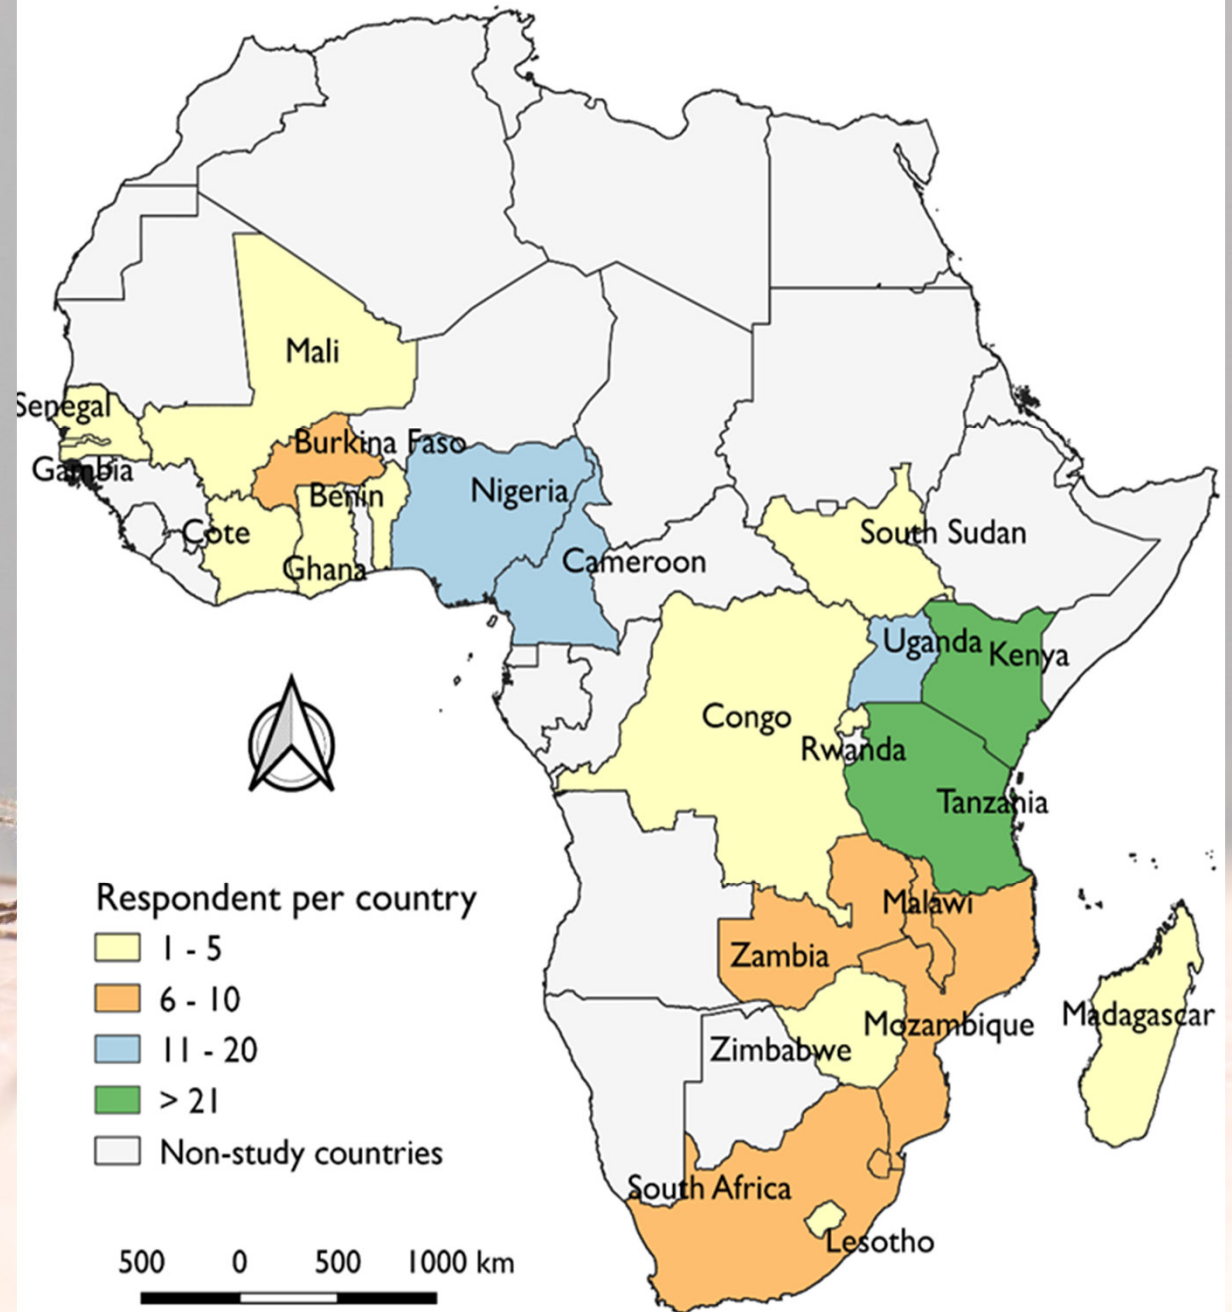 Mali
Senegal
Burkina Faso
Gambia
Nigeria
Benin
Cote
South Sudan
Cameroon
Ghana
Uganda
Kenya
Congo
Rwanda
Tanzania
Respondent per country
1 - 5
6 - 10
11 - 20
> 21
Non-study countries
Malawi
Zambia
Madagascar
Mozambique
Zimbabwe
South Africa
Lesotho
500 0 500 1000 km